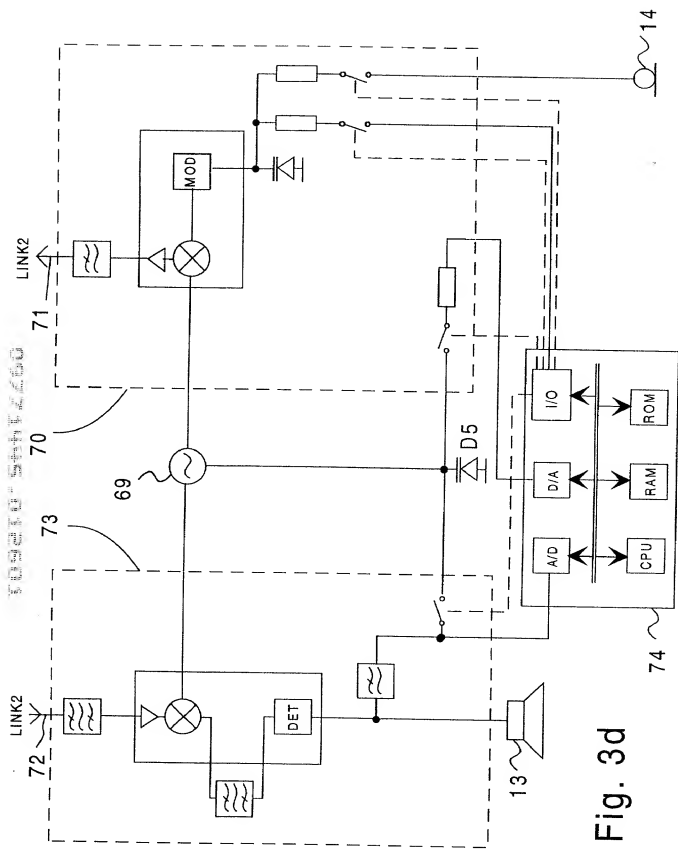 LINK2
71
14
MOD
70
69
73
LINK2
72
DET
D5
I/O
D/A
A/D
ROM
RAM
CPU
74
13
Fig. 3d